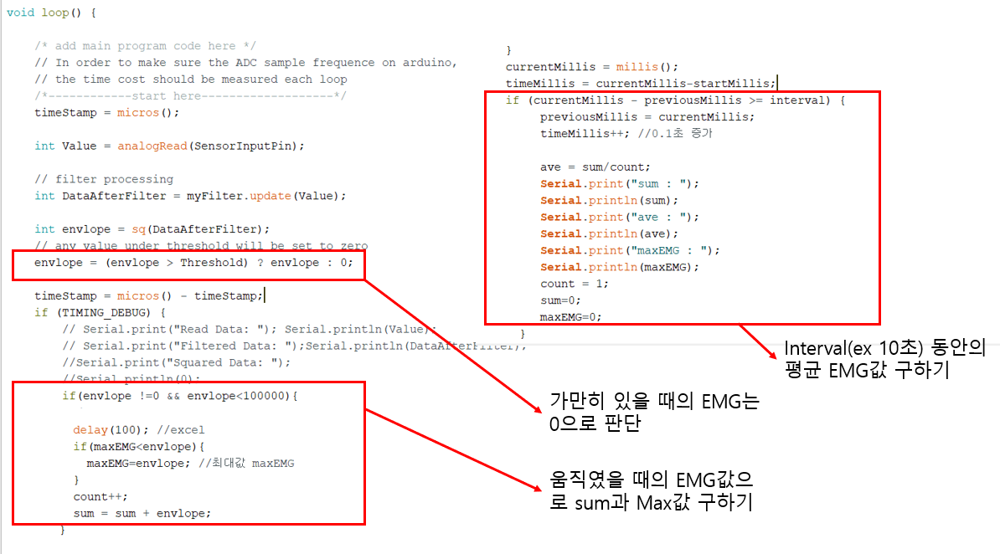 void loop() {
/* add main program code here */
// In order to make sure the ADC sample frequence on arduino,
// the time cost should be measured each loop
/*------------start here-------------------*/
timeStamp = micros();
int Value = analogRead(SensorInputPin);
// filter processing
int DataAfterFilter = myFilter.update(Value);
int envlope = sq(DataAfterFilter);
// any value under threshold will be set to zero
envlope = (envlope > Threshold) ? envlope : 0;
timeStamp = micros() - timeStamp;
if (TIMING_DEBUG) {
// Serial.print("Read Data: "); Serial.println(Value);
// Serial.print("Filtered Data: ");Serial.println(DataAfterFilter);
//Serial.print("Squared Data: ");
//Serial.println(0);
if(envlope !=0 && envlope<100000){
delay(100); //excel
if(maxEMG<envlope){
maxEMG=envlope; //최대값 maxEMG
}
count++;
sum = sum + envlope;
}
}
currentMillis = millis();
timeMillis = currentMillis-startMillis;
if (currentMillis - previousMillis >= interval) {
previousMillis = currentMillis;
timeMillis++; //0.1초 증가
ave = sum/count;
Serial.print("sum : ");
Serial.println(sum);
Serial.print("ave : ");
Serial.println(ave);
Serial.print("maxEMG : ");
Serial.println(maxEMG);
count = 1;
sum=0;
maxEMG=0;
}
Interval(ex 10초) 동안의
평균 EMG값 구하기
가만히 있을 때의 EMG는
0으로 판단
움직였을 때의 EMG값으
로 sum과 Max값 구하기